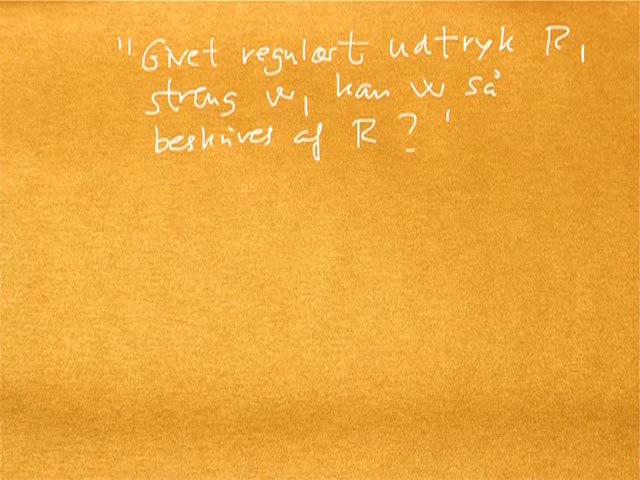 "Givet regulært udtryk R,
streng w, kan w så
beskrives af R?"